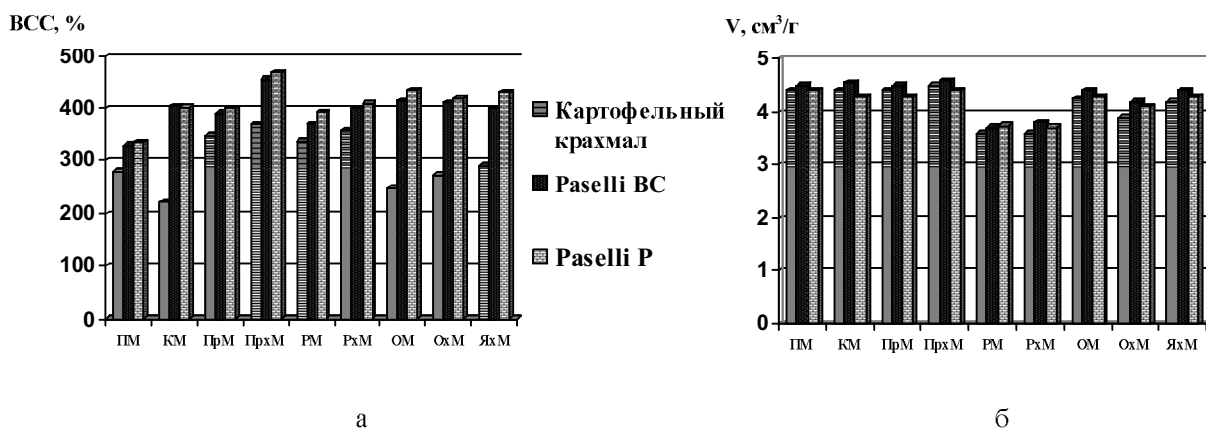 ВСС, %
500
400
300
200
100
0
ПМ КМ ПрМ ПрхМ РМ РхМ ОМ ОхМ ЯхМ
Картофельный
крахмал
Paselli BC
Paselli P
а
V, см³/г
5
4
3
2
1
0
ПМ КМ ПрМ ПрхМ РМ РхМ ОМ ОхМ ЯхМ
б